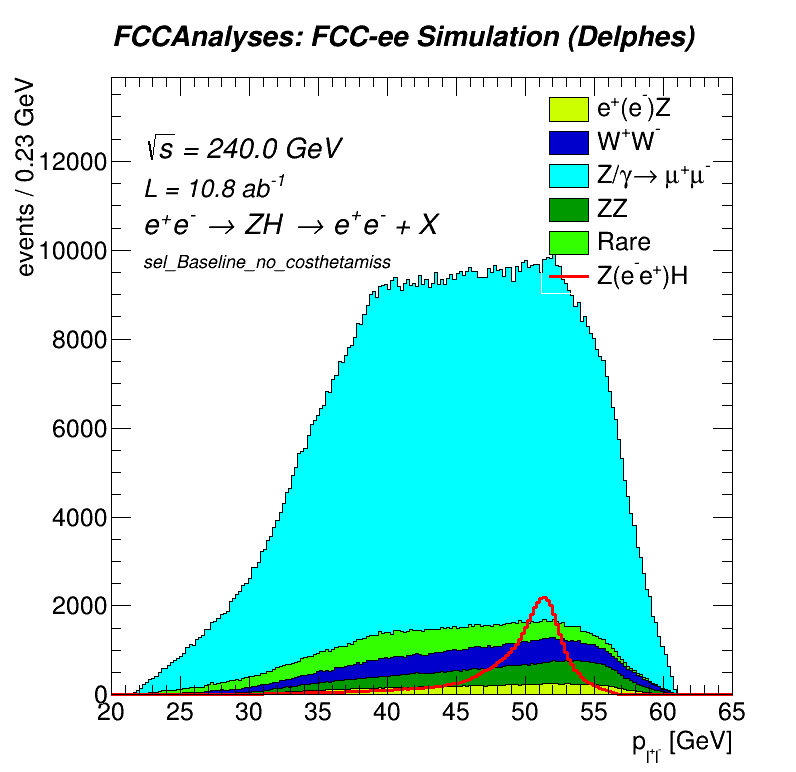 FCCAnalyses: FCC-ee Simulation (Delphes)
events / 0.23 GeV
√s = 240.0 GeV
L = 10.8 ab⁻¹
e⁺e⁻ → ZH → e⁺e⁻ + X
sel_Baseline_no_costhetamiss
e⁺(e⁻)Z
W⁺W⁻
Z/γ→ μ⁺μ⁻
ZZ
Rare
Z(e⁻e⁺)H
12000
10000
8000
6000
4000
2000
0
20 25 30 35 40 45 50 55 60 65
p_l⁺l⁻ [GeV]